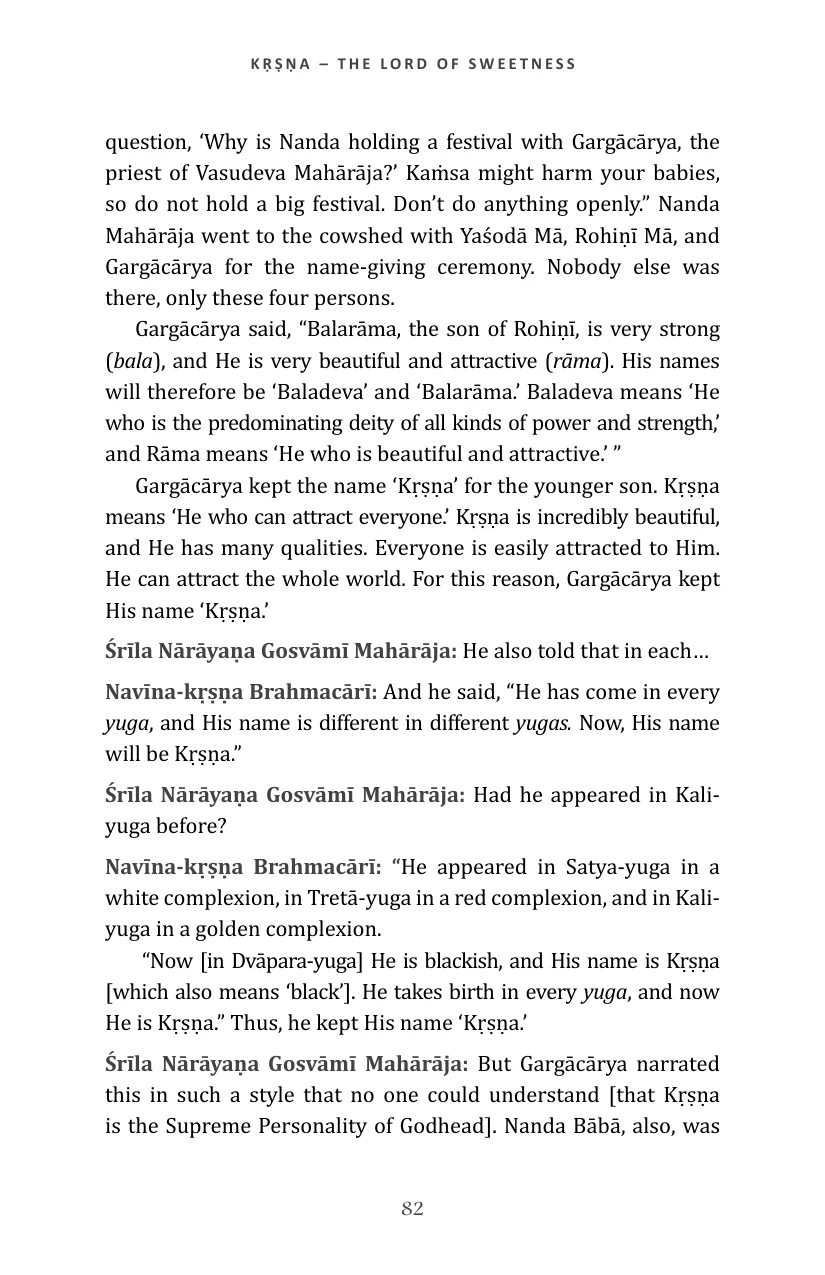 KṚṢṆA – THE LORD OF SWEETNESS
question, ‘Why is Nanda holding a festival with Gargācārya, the
priest of Vasudeva Mahārāja?’ Kaṁsa might harm your babies,
so do not hold a big festival. Don’t do anything openly.” Nanda
Mahārāja went to the cowshed with Yaśodā Mā, Rohiṇī Mā, and
Gargācārya for the name-giving ceremony. Nobody else was
there, only these four persons.
Gargācārya said, “Balarāma, the son of Rohiṇī, is very strong
(bala), and He is very beautiful and attractive (rāma). His names
will therefore be ‘Baladeva’ and ‘Balarāma.’ Baladeva means ‘He
who is the predominating deity of all kinds of power and strength,’
and Rāma means ‘He who is beautiful and attractive.’ ”
Gargācārya kept the name ‘Kṛṣṇa’ for the younger son. Kṛṣṇa
means ‘He who can attract everyone.’ Kṛṣṇa is incredibly beautiful,
and He has many qualities. Everyone is easily attracted to Him.
He can attract the whole world. For this reason, Gargācārya kept
His name ‘Kṛṣṇa.’
Śrīla Nārāyaṇa Gosvāmī Mahārāja: He also told that in each…
Navīna-kṛṣṇa Brahmacārī: And he said, “He has come in every
yuga, and His name is different in different yugas. Now, His name
will be Kṛṣṇa.”
Śrīla Nārāyaṇa Gosvāmī Mahārāja: Had he appeared in Kali-
yuga before?
Navīna-kṛṣṇa Brahmacārī: “He appeared in Satya-yuga in a
white complexion, in Tretā-yuga in a red complexion, and in Kali-
yuga in a golden complexion.
“Now [in Dvāpara-yuga] He is blackish, and His name is Kṛṣṇa
[which also means ‘black’]. He takes birth in every yuga, and now
He is Kṛṣṇa.” Thus, he kept His name ‘Kṛṣṇa.’
Śrīla Nārāyaṇa Gosvāmī Mahārāja: But Gargācārya narrated
this in such a style that no one could understand [that Kṛṣṇa
is the Supreme Personality of Godhead]. Nanda Bābā, also, was
82